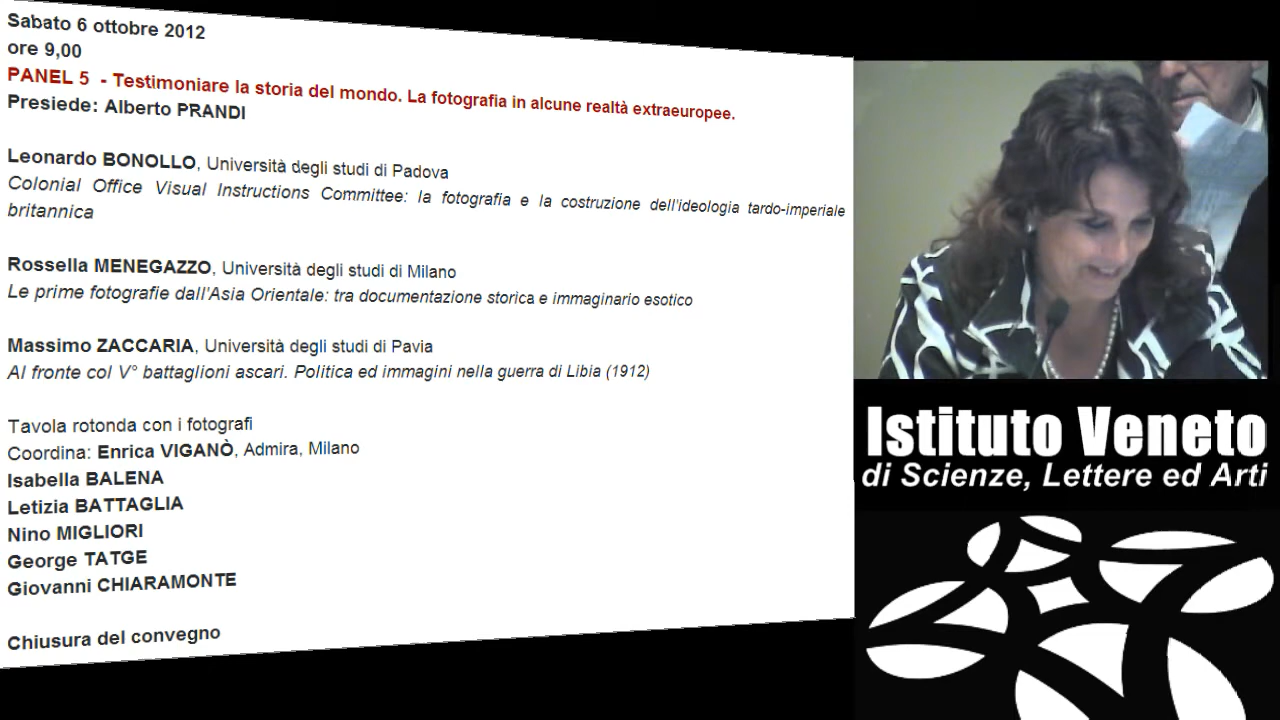 Sabato 6 ottobre 2012
ore 9,00
PANEL 5 - Testimoniare la storia del mondo. La fotografia in alcune realtà extraeuropee.
Presiede: Alberto PRANDI
Leonardo BONOLLO, Università degli studi di Padova
Colonial Office Visual Instructions Committee: la fotografia e la costruzione dell'ideologia tardo-imperiale
britannica
Rossella MENEGAZZO, Università degli studi di Milano
Le prime fotografie dall'Asia Orientale: tra documentazione storica e immaginario esotico
Massimo ZACCARIA, Università degli studi di Pavia
Al fronte col V° battaglioni ascari. Politica ed immagini nella guerra di Libia (1912)
Tavola rotonda con i fotografi
Coordina: Enrica VIGANÒ, Admira, Milano
Isabella BALENA
Letizia BATTAGLIA
Nino MIGLIORI
George TATGE
Giovanni CHIARAMONTE
Chiusura del convegno
Istituto Veneto
di Scienze, Lettere ed Arti